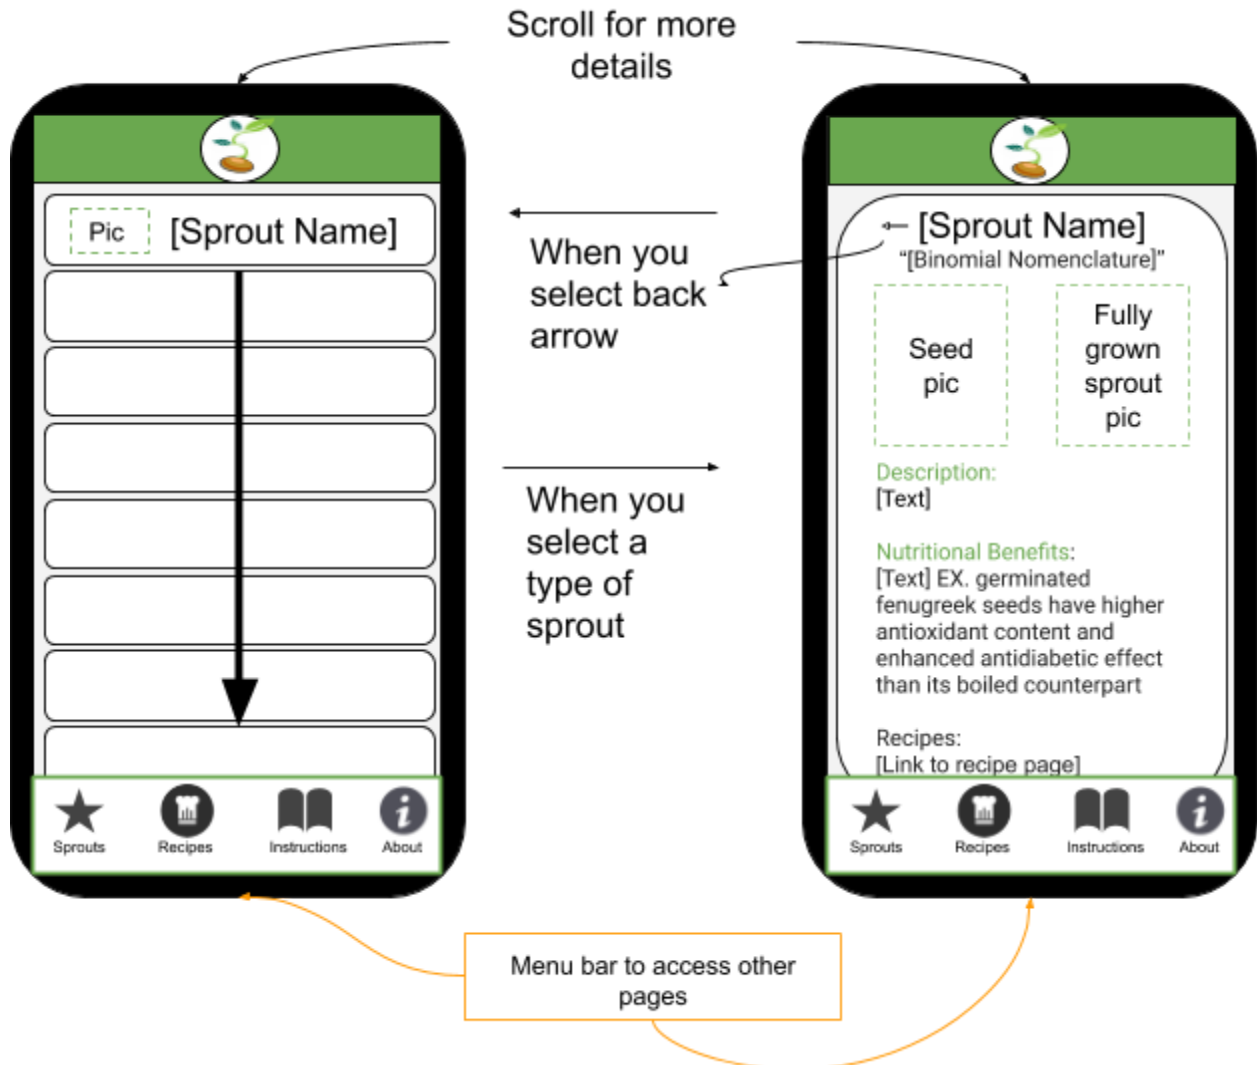 Scroll for more
details
Pic
[Sprout Name]
When you
select back
arrow
When you
select a
type of
sprout
Sprouts
Recipes
Instructions
About
[Sprout Name]
“[Binomial Nomenclature]”
Seed
pic
Fully
grown
sprout
pic
Description:
[Text]
Nutritional Benefits:
[Text] EX. germinated
fenugreek seeds have higher
antioxidant content and
enhanced antidiabetic effect
than its boiled counterpart
Recipes:
[Link to recipe page]
Sprouts
Recipes
Instructions
About
Menu bar to access other
pages